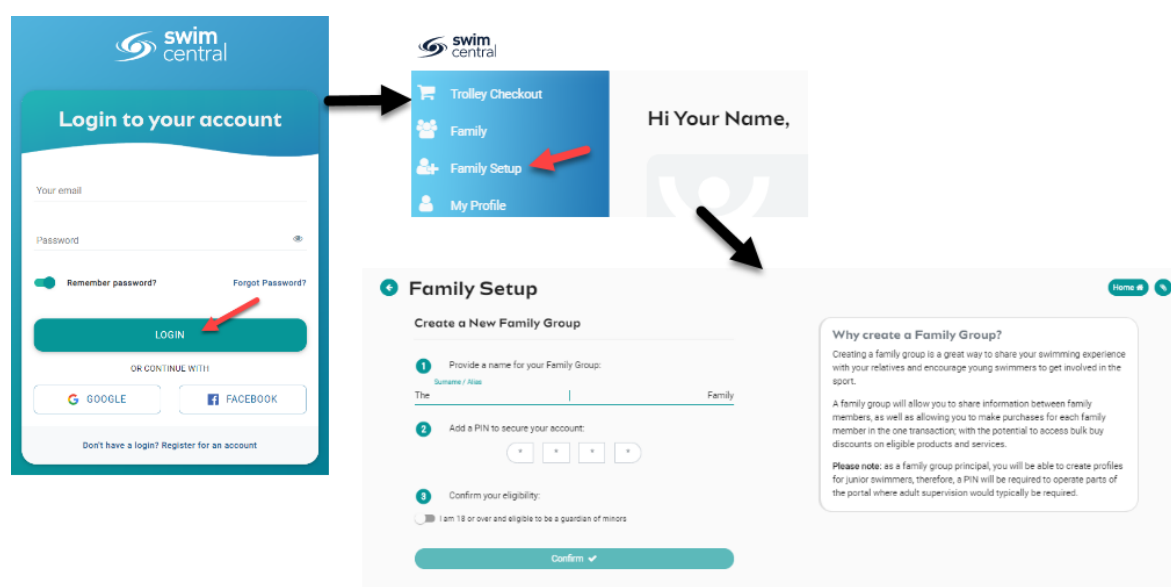 swim
central
Login to your account
Your email
Password
Remember password?
Forgot Password?
LOGIN
OR CONTINUE WITH
GOOGLE
FACEBOOK
Don't have a login? Register for an account
swim
central
Trolley Checkout
Family
Family Setup
My Profile
Hi Your Name,
Family Setup
Home
Create a New Family Group
1 Provide a name for your Family Group:
Surname / Alias
The Family
2 Add a PIN to secure your account:
* * * *
3 Confirm your eligibility:
I am 18 or over and eligible to be a guardian of minors
Confirm
Why create a Family Group?
Creating a family group is a great way to share your swimming experience
with your relatives and encourage young swimmers to get involved in the
sport.
A family group will allow you to share information between family
members, as well as allowing you to make purchases for each family
member in the one transaction; with the potential to access bulk buy
discounts on eligible products and services.
Please note: as a family group principal, you will be able to create profiles
for junior swimmers, therefore, a PIN will be required to operate parts of
the portal where adult supervision would typically be required.